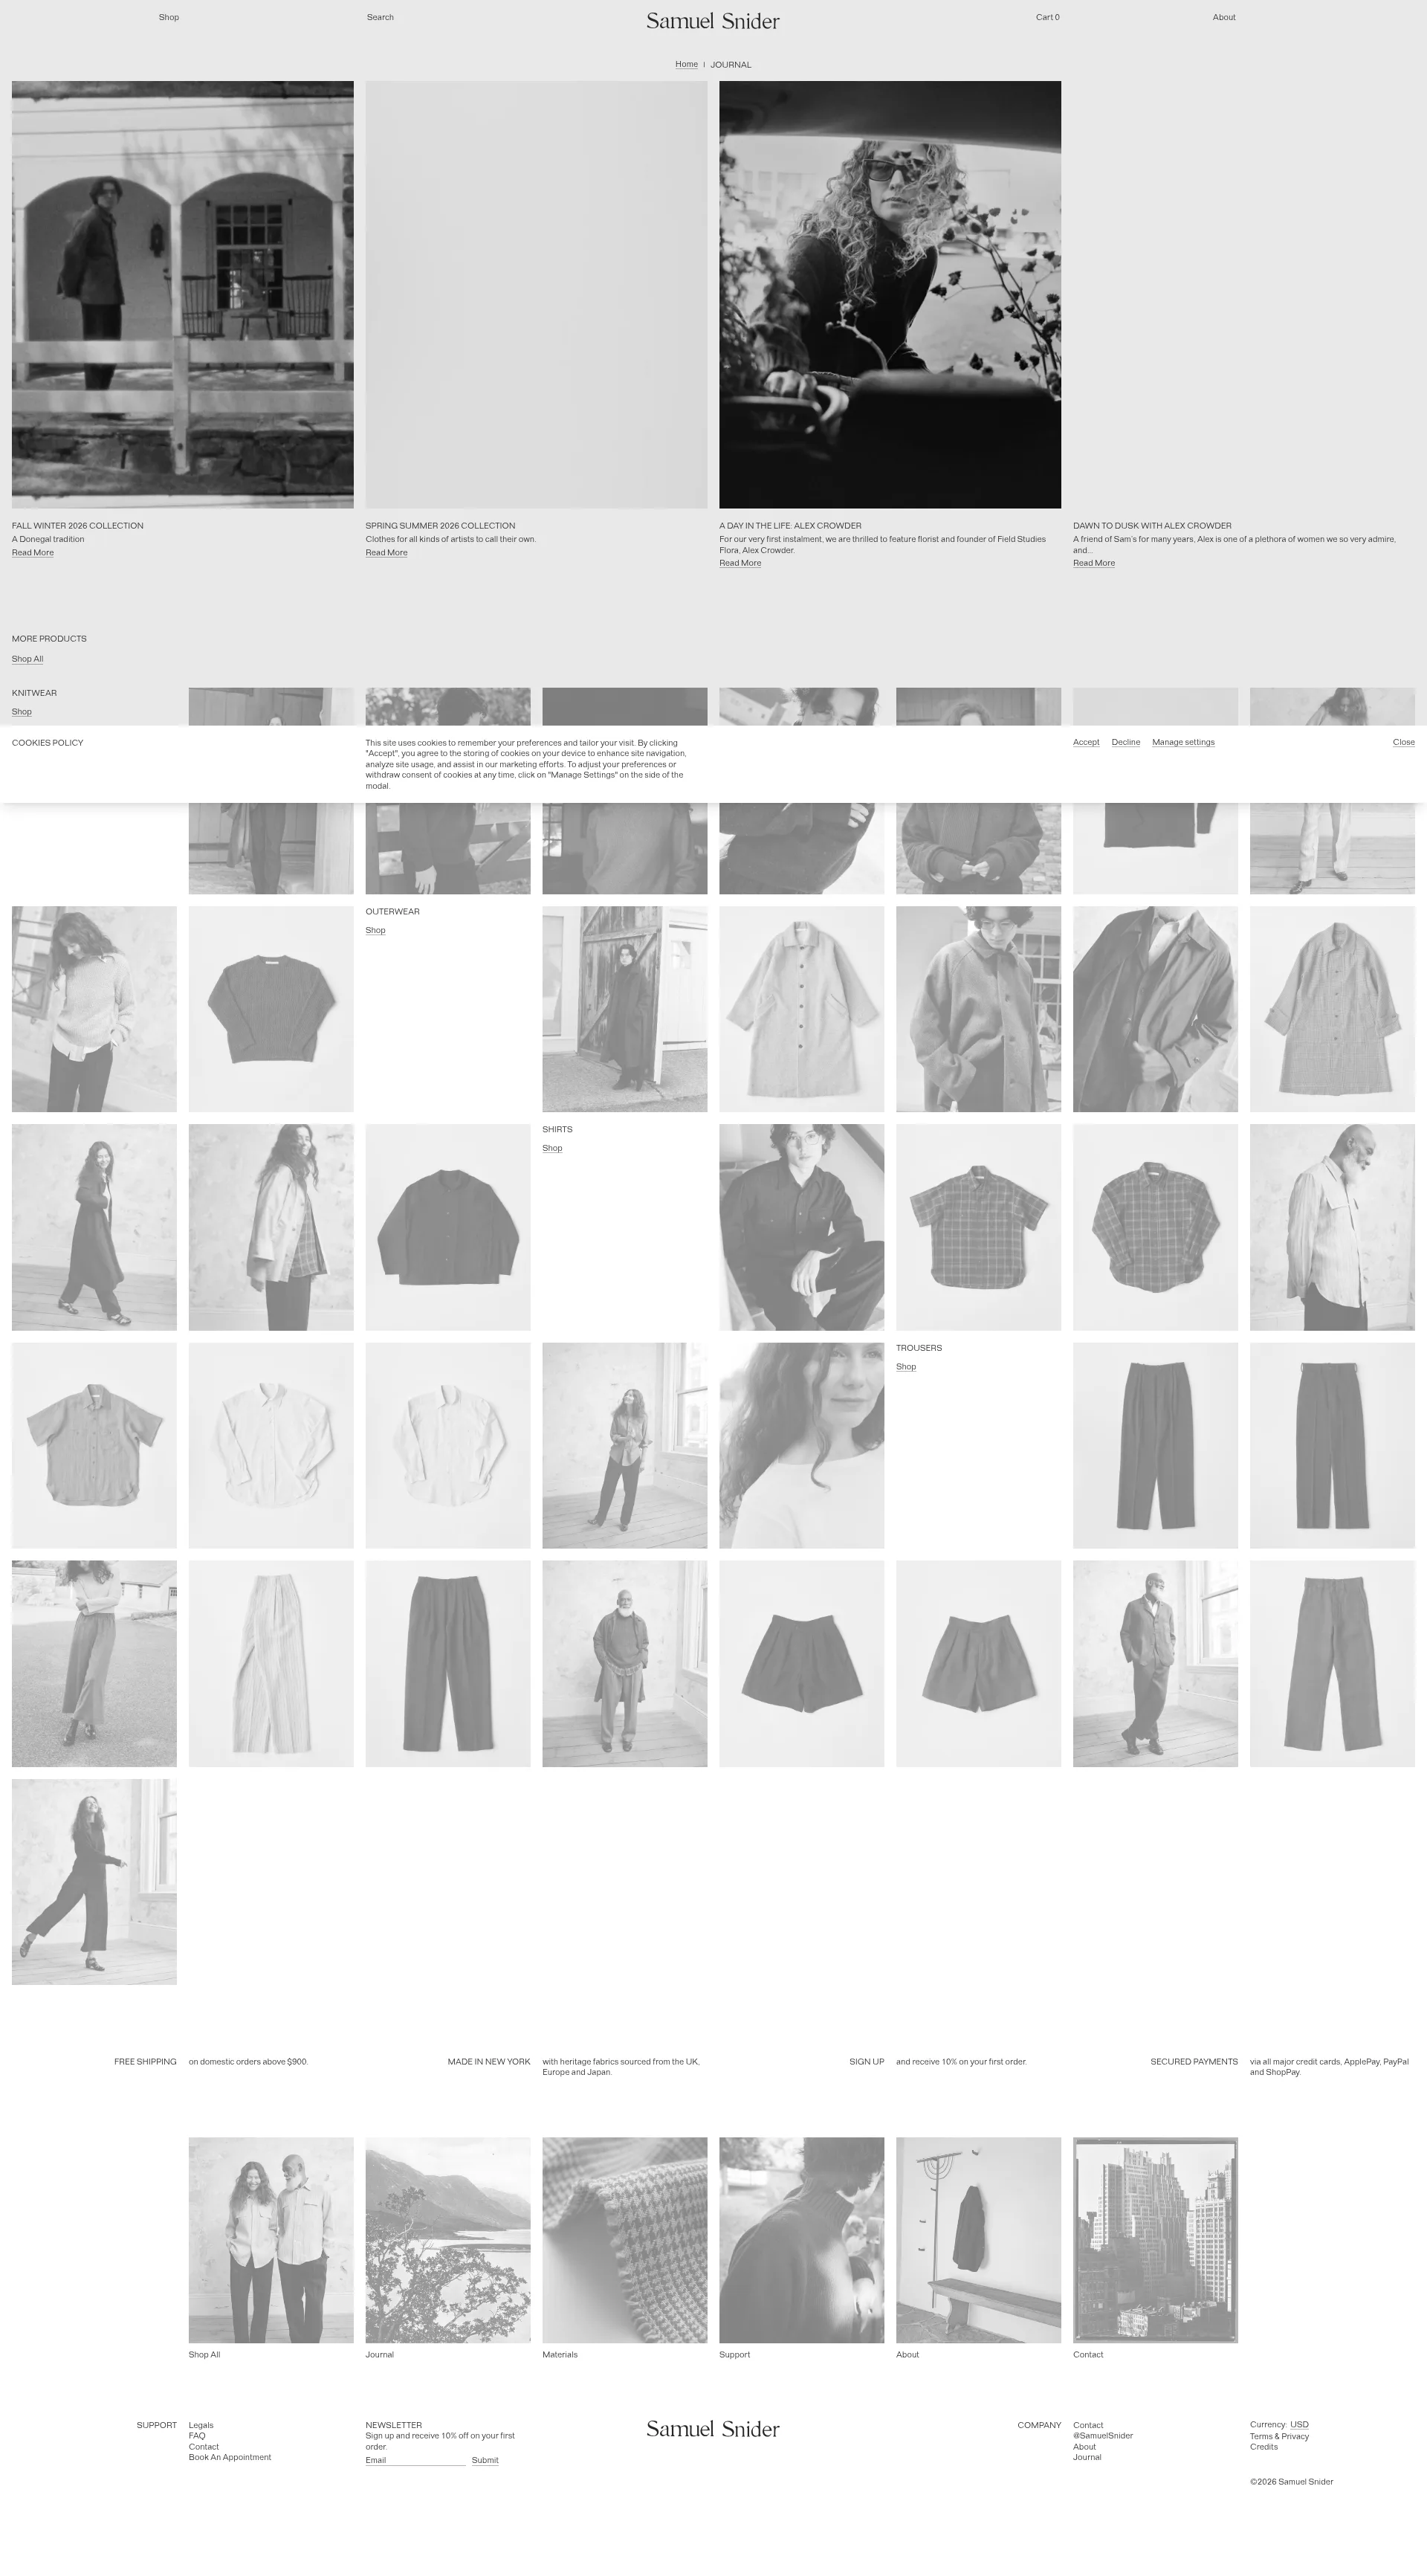 Shop
Search
Samuel Snider
Cart 0
About
Home | JOURNAL
FALL WINTER 2026 COLLECTION
A Donegal tradition
Read More
SPRING SUMMER 2026 COLLECTION
Clothes for all kinds of artists to call their own.
Read More
A DAY IN THE LIFE: ALEX CROWDER
For our very first instalment, we are thrilled to feature florist and founder of Field Studies
Flora, Alex Crowder.
Read More
DAWN TO DUSK WITH ALEX CROWDER
A friend of Sam's for many years, Alex is one of a plethora of women we so very admire,
and...
Read More
MORE PRODUCTS
Shop All
KNITWEAR
Shop
COOKIES POLICY
This site uses cookies to remember your preferences and tailor your visit. By clicking
"Accept", you agree to the storing of cookies on your device to enhance site navigation,
analyze site usage, and assist in our marketing efforts. To adjust your preferences or
withdraw consent of cookies at any time, click on "Manage Settings" on the side of the
modal.
Accept
Decline
Manage settings
Close
OUTERWEAR
Shop
SHIRTS
Shop
TROUSERS
Shop
FREE SHIPPING
on domestic orders above $900.
MADE IN NEW YORK
with heritage fabrics sourced from the UK,
Europe and Japan.
SIGN UP
and receive 10% on your first order.
SECURED PAYMENTS
via all major credit cards, ApplePay, PayPal
and ShopPay.
Shop All
Journal
Materials
Support
About
Contact
SUPPORT
Legals
FAQ
Contact
Book An Appointment
NEWSLETTER
Sign up and receive 10% off on your first
order.
Email
Submit
Samuel Snider
COMPANY
Contact
@SamuelSnider
About
Journal
Currency: USD
Terms & Privacy
Credits
©2026 Samuel Snider